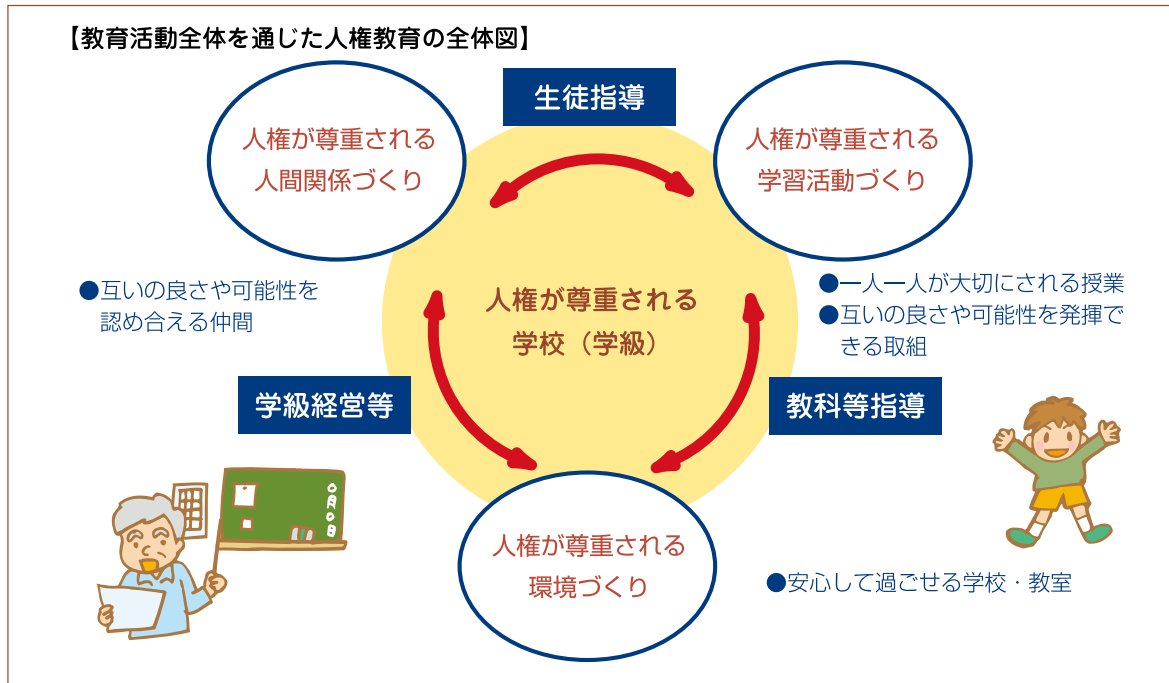 【教育活動全体を通じた人権教育の全体図】
生徒指導
人権が尊重される
人間関係づくり
人権が尊重される
学習活動づくり
●互いの良さや可能性を
認め合える仲間
●一人一人が大切にされる授業
●互いの良さや可能性を発揮で
きる取組
人権が尊重される
学校（学級）
学級経営等
教科等指導
○月○日
人権が尊重される
環境づくり
●安心して過ごせる学校・教室